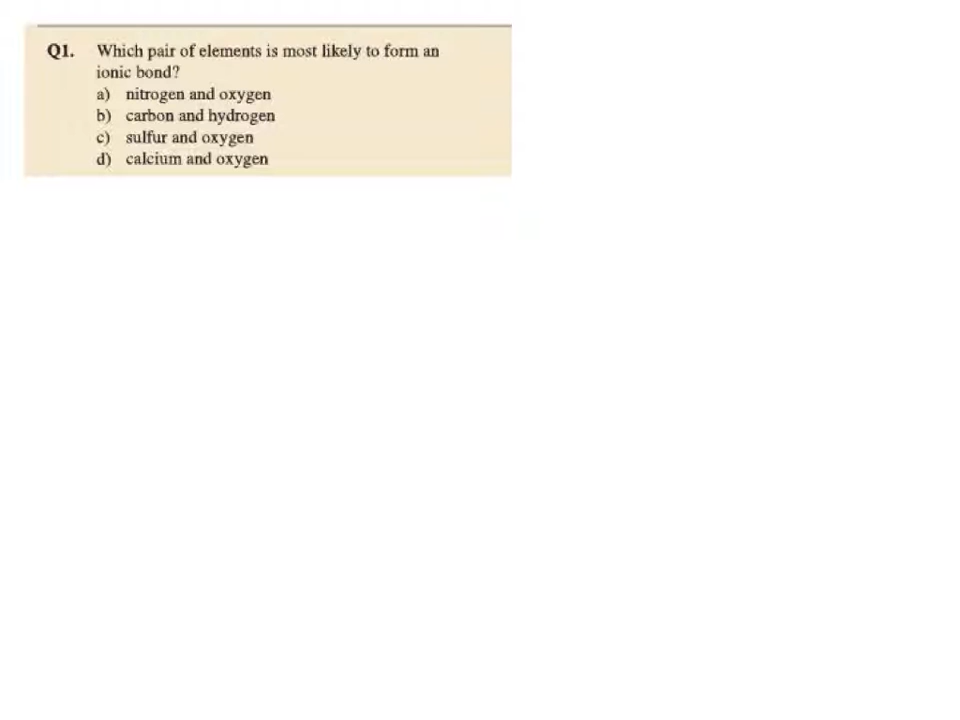 Q1. Which pair of elements is most likely to form an
ionic bond?
a) nitrogen and oxygen
b) carbon and hydrogen
c) sulfur and oxygen
d) calcium and oxygen